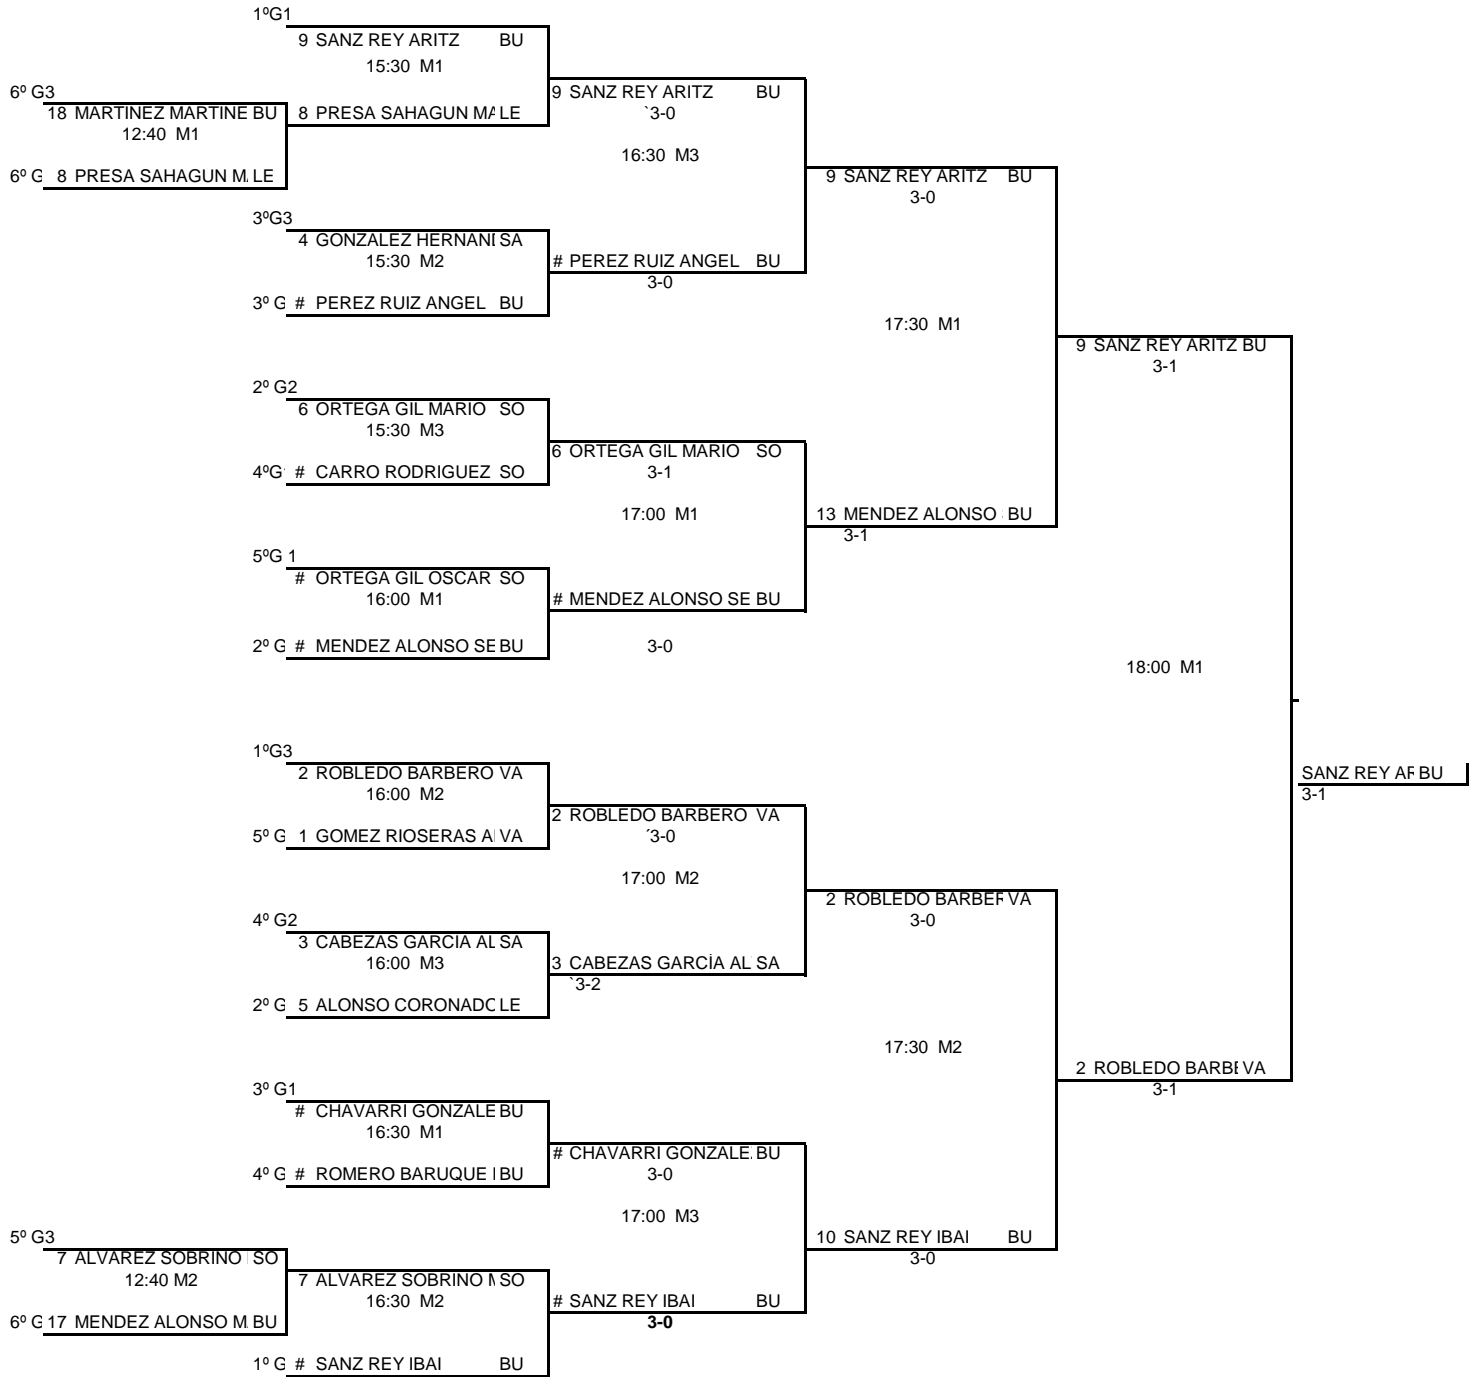 1ºG1
9 SANZ REY ARITZ BU
15:30 M1
6º G3
18 MARTINEZ MARTINE BU
12:40 M1
6º G 8 PRESA SAHAGUN M. LE
8 PRESA SAHAGUN MA LE
9 SANZ REY ARITZ BU
`3-0
16:30 M3
3ºG3
4 GONZALEZ HERNAN SA
15:30 M2
3º G # PEREZ RUIZ ANGEL BU
# PEREZ RUIZ ANGEL BU
3-0
9 SANZ REY ARITZ BU
3-0
17:30 M1
2º G2
6 ORTEGA GIL MARIO SO
15:30 M3
4ºG # CARRO RODRIGUEZ SO
6 ORTEGA GIL MARIO SO
3-1
17:00 M1
5ºG 1
# ORTEGA GIL OSCAR SO
16:00 M1
2º G # MENDEZ ALONSO SE BU
# MENDEZ ALONSO SE BU
3-0
13 MENDEZ ALONSO BU
3-1
9 SANZ REY ARITZ BU
3-1
18:00 M1
1ºG3
2 ROBLEDO BARBERO VA
16:00 M2
5º G 1 GOMEZ RIOSERAS A VA
2 ROBLEDO BARBERO VA
´3-0
17:00 M2
4º G2
3 CABEZAS GARCIA AL SA
16:00 M3
2º G 5 ALONSO CORONADO LE
3 CABEZAS GARCÍA AL SA
`3-2
2 ROBLEDO BARBER VA
3-0
17:30 M2
3º G1
# CHAVARRI GONZALE BU
16:30 M1
4º G # ROMERO BARUQUE BU
# CHAVARRI GONZALE. BU
3-0
17:00 M3
5º G3
7 ALVAREZ SOBRINO SO
12:40 M2
6º G 17 MENDEZ ALONSO M. BU
7 ALVAREZ SOBRINO SO
16:30 M2
1º G # SANZ REY IBAI BU
# SANZ REY IBAI BU
3-0
10 SANZ REY IBAI BU
3-0
2 ROBLEDO BARBE VA
3-1
SANZ REY AR BU
3-1